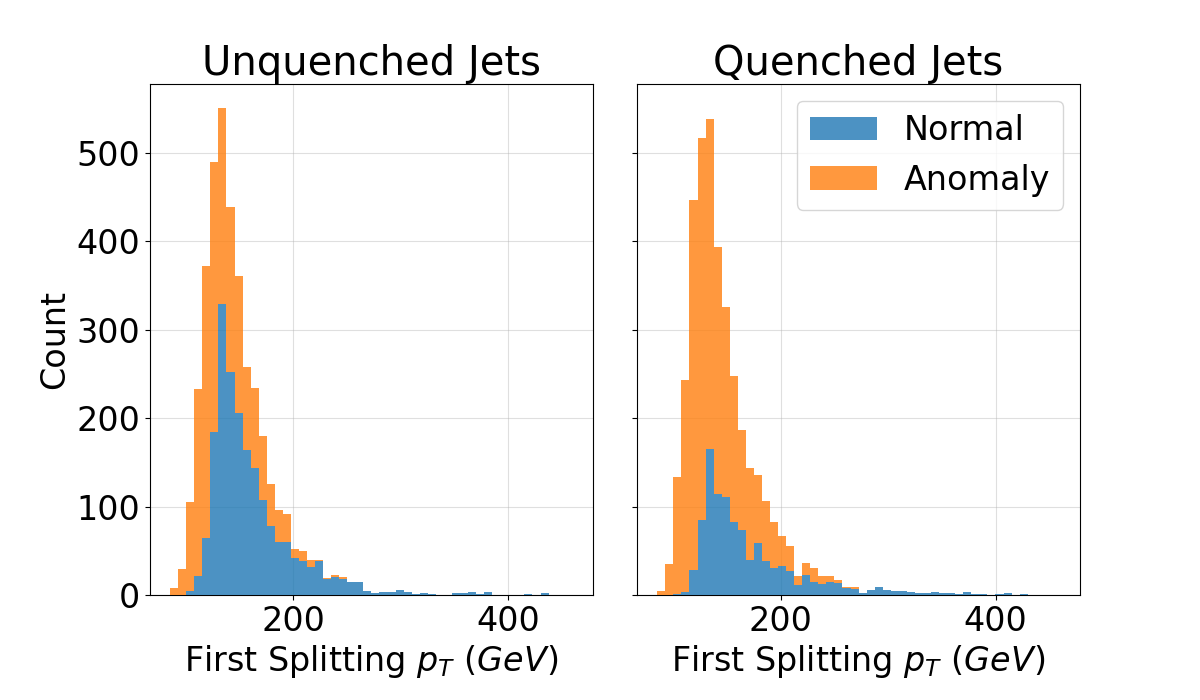 Unquenched Jets
Quenched Jets
Normal
Anomaly
Count
500
400
300
200
100
0
200
400
200
400
First Splitting $p_T$ (GeV)
First Splitting $p_T$ (GeV)